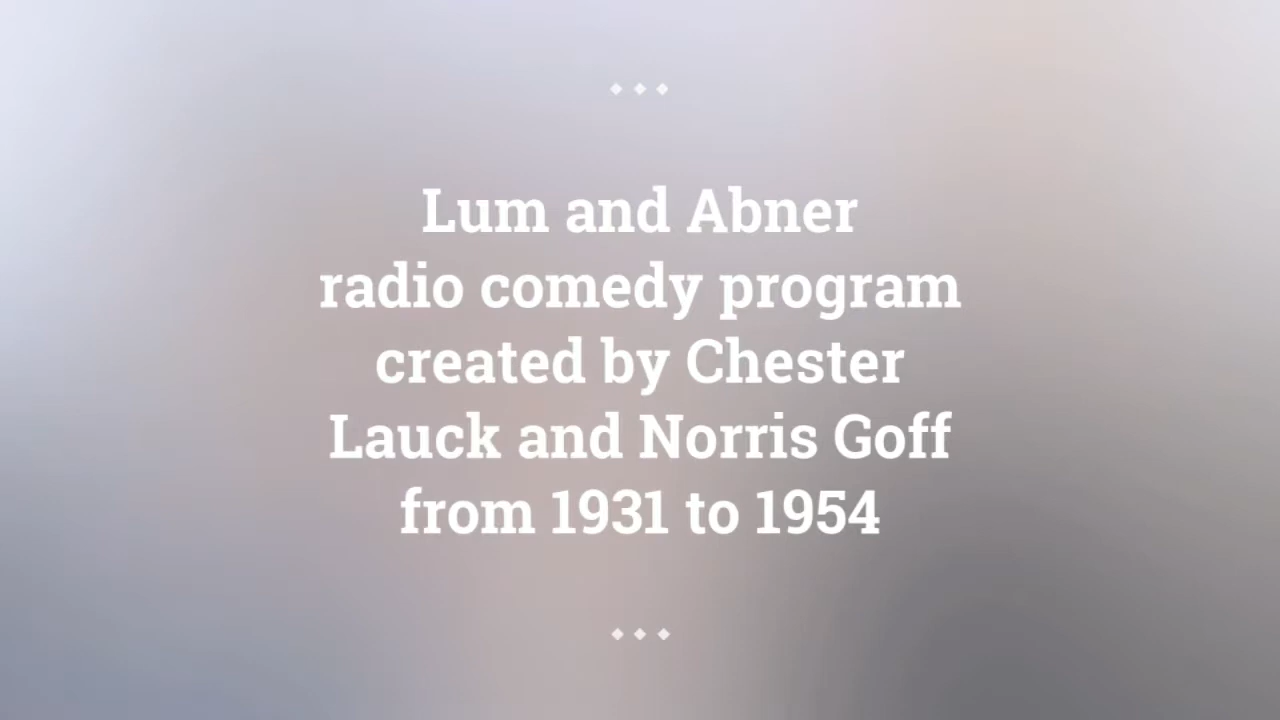 Lum and Abner
radio comedy program
created by Chester
Lauck and Norris Goff
from 1931 to 1954